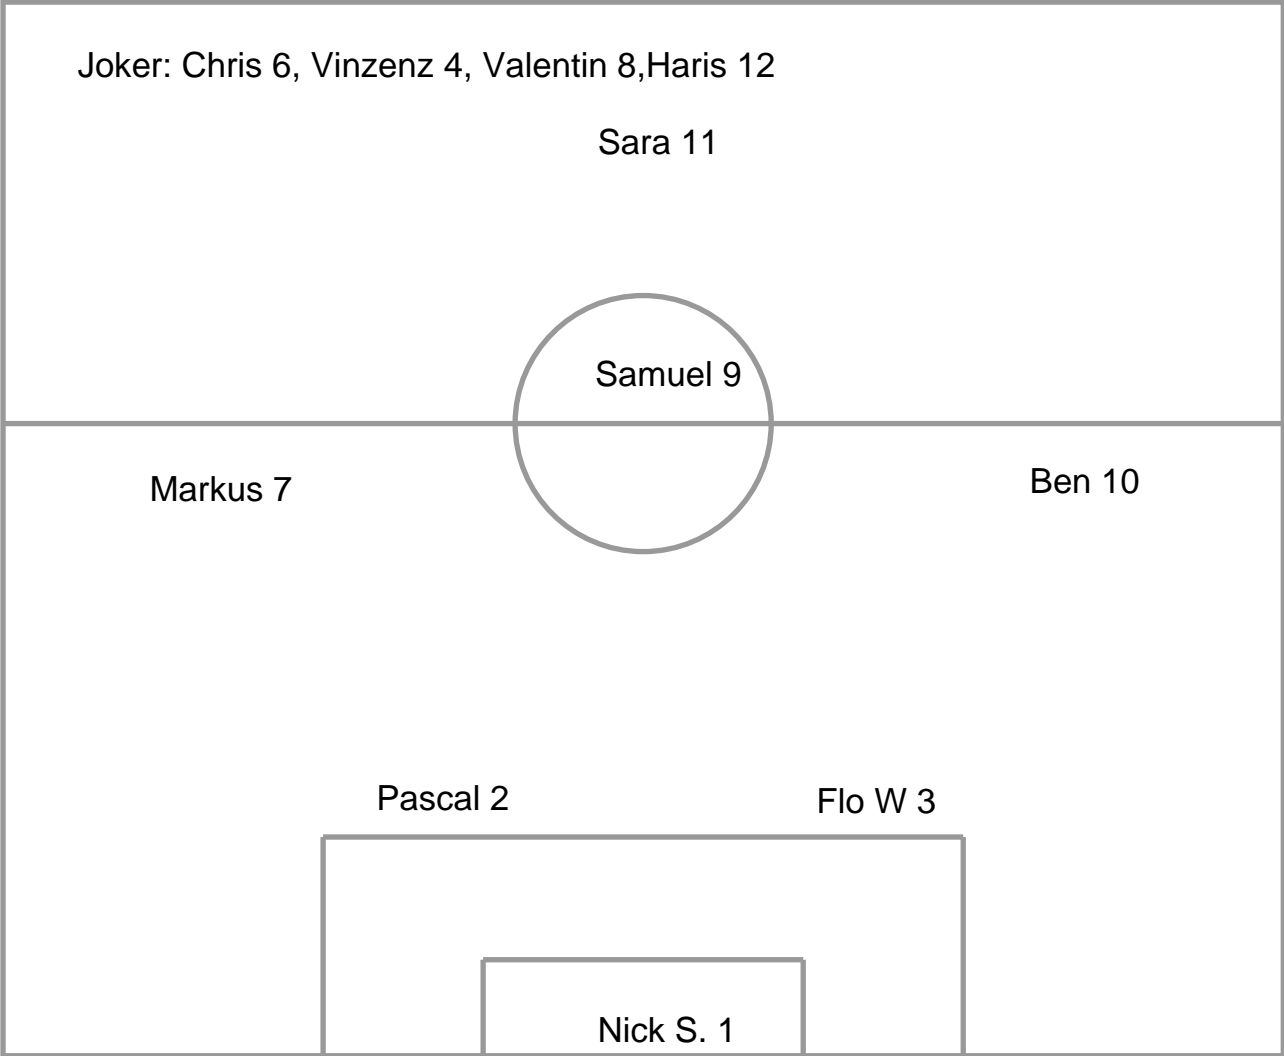 Joker: Chris 6, Vinzenz 4, Valentin 8,Haris 12
Sara 11
Samuel 9
Markus 7
Ben 10
Pascal 2
Flo W 3
Nick S. 1